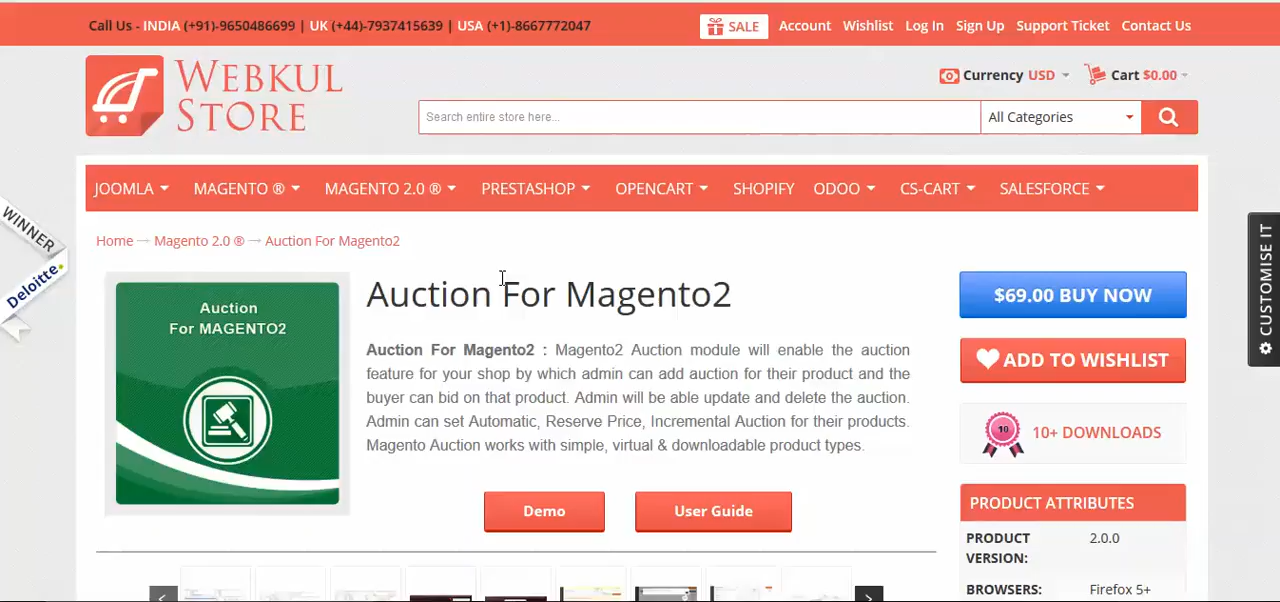 Call Us - INDIA (+91)-9650486699 | UK (+44)-7937415639 | USA (+1)-8667772047
SALE Account Wishlist Log In Sign Up Support Ticket Contact Us
WEBKUL
STORE
Currency USD Cart $0.00
Search entire store here... All Categories
JOOMLA MAGENTO ® MAGENTO 2.0 ® PRESTASHOP OPENCART SHOPIFY ODOO CS-CART SALESFORCE
WINNER
Deloitte.
CUSTOMISE IT
Home → Magento 2.0 ® → Auction For Magento2
Auction
For MAGENTO2
Auction For Magento2
Auction For Magento2 : Magento2 Auction module will enable the auction
feature for your shop by which admin can add auction for their product and the
buyer can bid on that product. Admin will be able update and delete the auction.
Admin can set Automatic, Reserve Price, Incremental Auction for their products.
Magento Auction works with simple, virtual & downloadable product types.
Demo User Guide
$69.00 BUY NOW
ADD TO WISHLIST
10 10+ DOWNLOADS
PRODUCT ATTRIBUTES
PRODUCT 2.0.0
VERSION:
BROWSERS: Firefox 5+